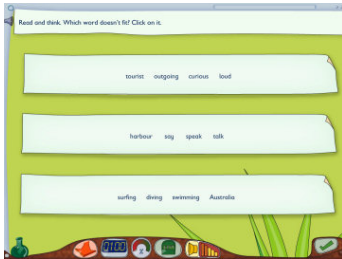 Read and think. Which word doesn't fit? Click on it.
tourist outgoing curious loud
harbour say speak talk
surfing diving swimming Australia